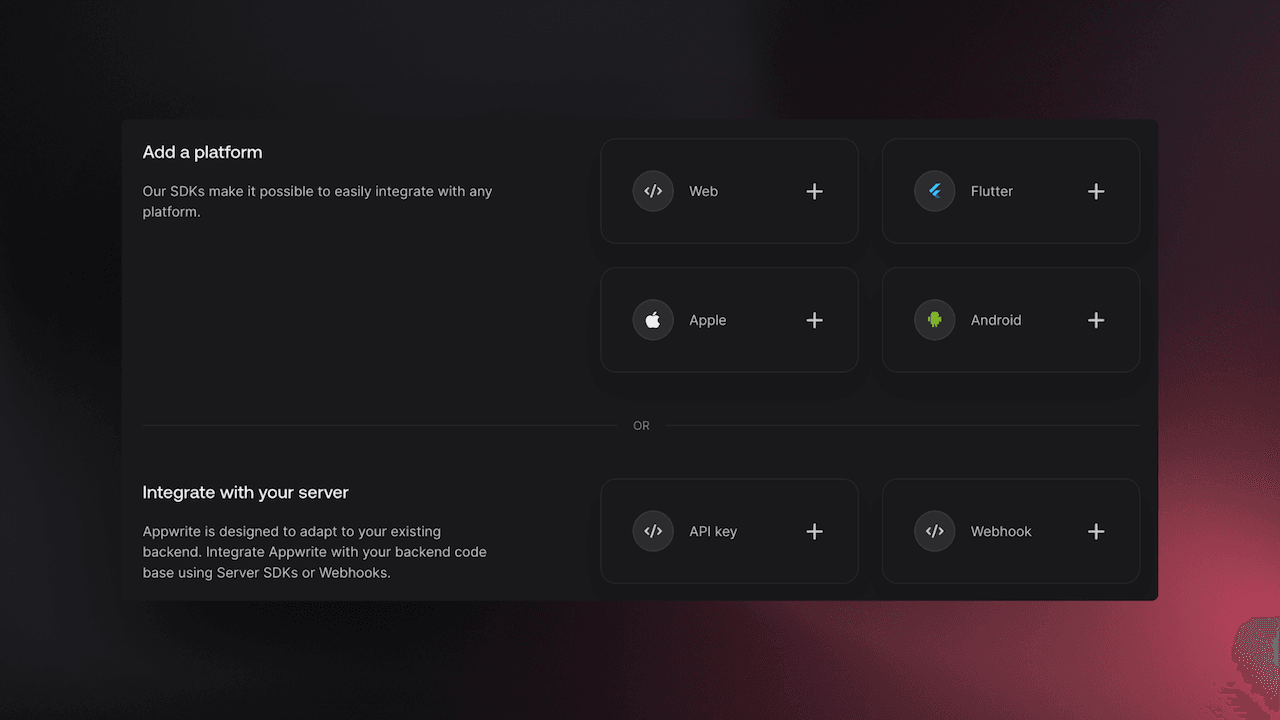 Add a platform
Our SDKs make it possible to easily integrate with any
platform.
Web
Flutter
Apple
Android
OR
Integrate with your server
Appwrite is designed to adapt to your existing
backend. Integrate Appwrite with your backend code
base using Server SDKs or Webhooks.
API key
Webhook